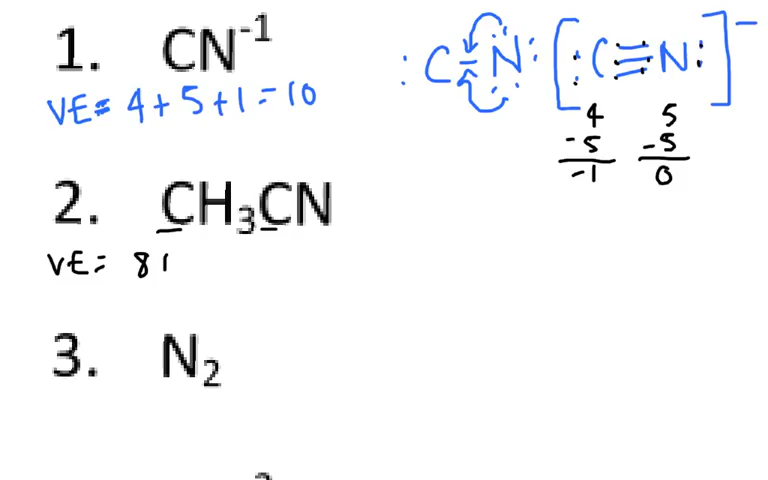 1. CN⁻¹
:C=N: [:C≡N:]⁻
VE= 4+5+1=10
4 5
-5 -5
-1 0
2. CH₃CN
VE= 8
3. N₂